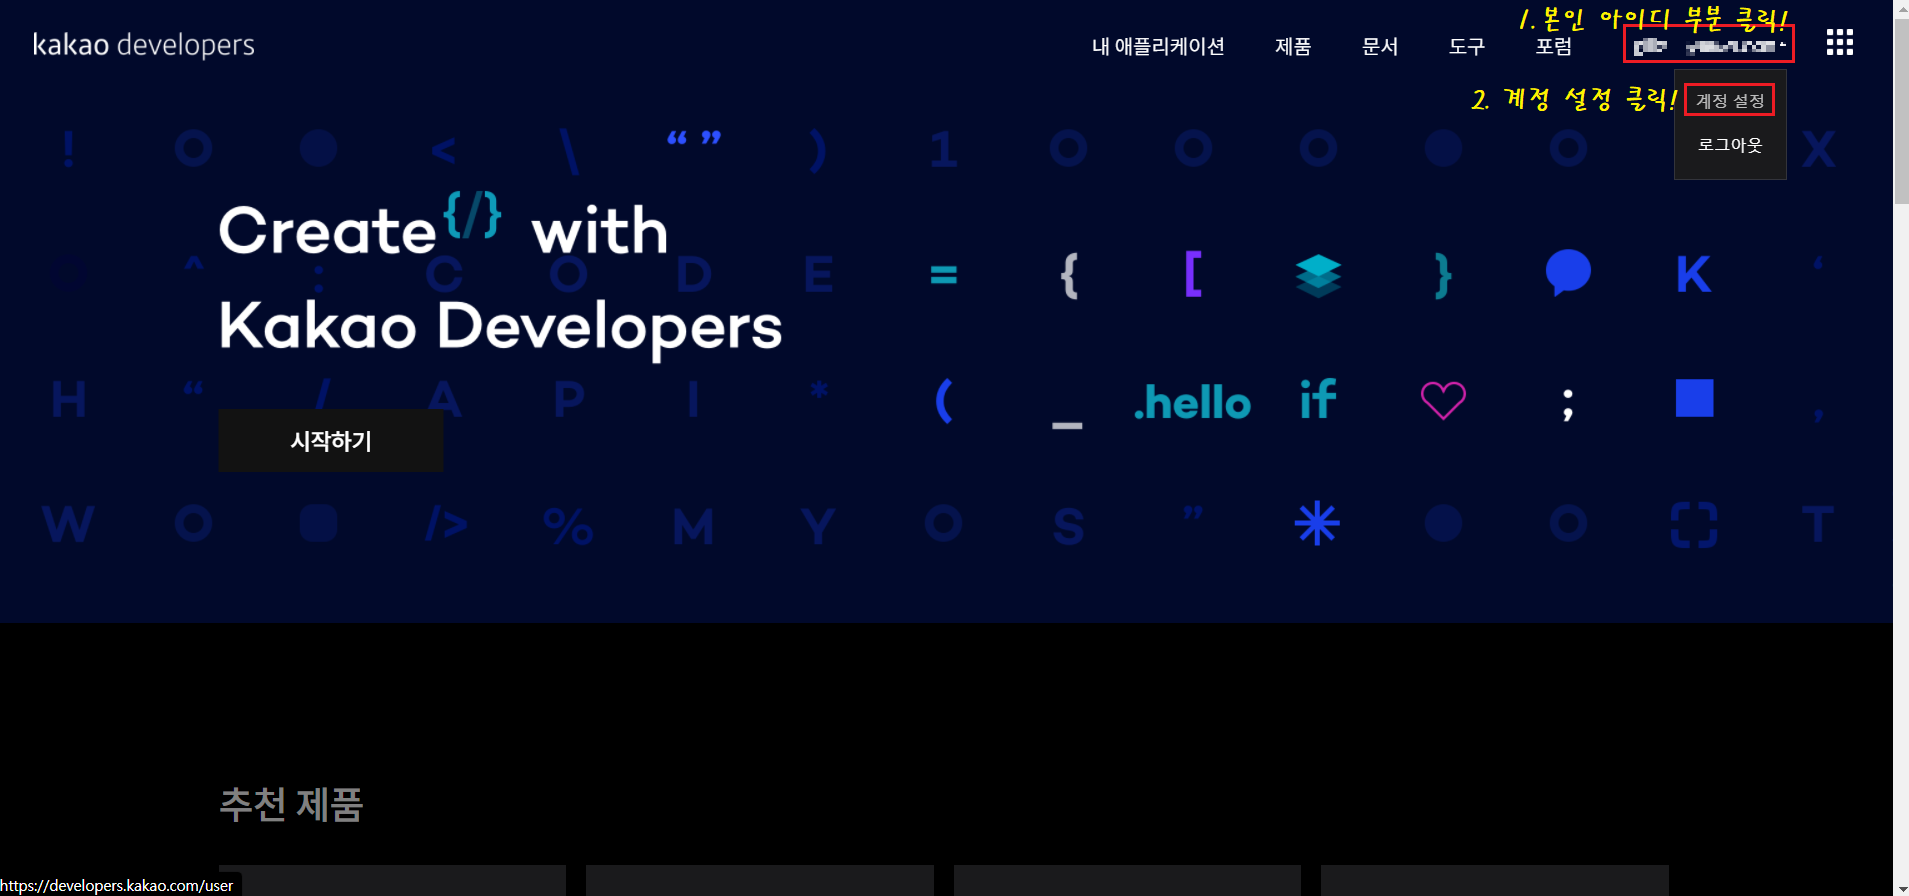 1. 본인 아이디 부분 클릭!
kakao developers
내 애플리케이션 제품 문서 도구 포럼
2. 계정 설정 클릭!
계정 설정
로그아웃
! < \ “ ” ) 1 X
Create {/} with
^ : C O D E = { [ } K ‘
Kakao Developers
H “ / A P I * ( _ .hello if ; ,
시작하기
W /> % M Y O S ” T
추천 제품
https://developers.kakao.com/user